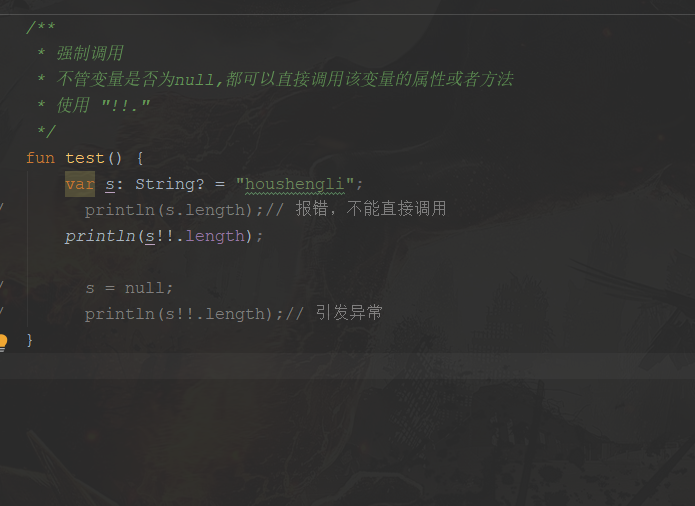 /**
* 强制调用
* 不管变量是否为null,都可以直接调用该变量的属性或者方法
* 使用 "!!."
*/
fun test() {
var s: String? = "houshengli";
/ println(s.length);// 报错，不能直接调用
println(s!!.length);
/ s = null;
/ println(s!!.length);// 引发异常
}